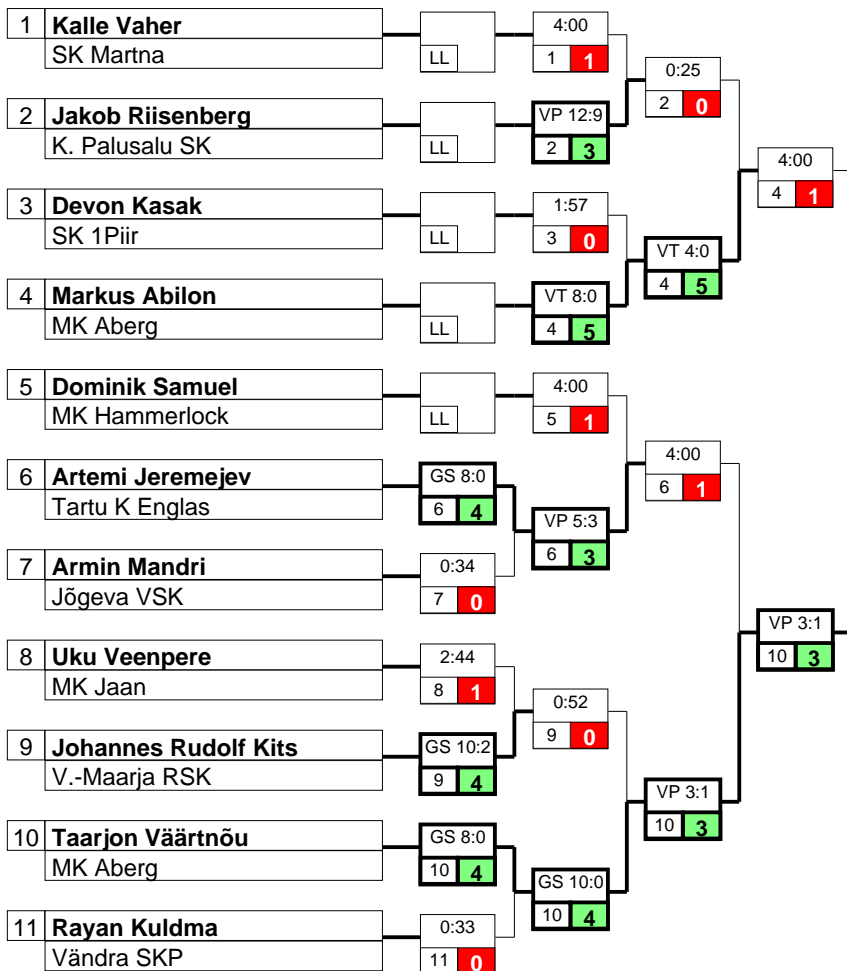 1 Kalle Vaher
SK Martna
LL
4:00
1 1
0:25
2 0
2 Jakob Riisenberg
K. Palusalu SK
LL
VP 12:9
2 3
4:00
4 1
3 Devon Kasak
SK 1Piir
LL
1:57
3 0
VT 4:0
4 5
4 Markus Abilon
MK Aberg
LL
VT 8:0
4 5
5 Dominik Samuel
MK Hammerlock
LL
4:00
5 1
4:00
6 1
6 Artemi Jeremejev
Tartu K Englas
GS 8:0
6 4
VP 5:3
6 3
7 Armin Mandri
Jõgeva VSK
0:34
7 0
VP 3:1
10 3
8 Uku Veenpere
MK Jaan
2:44
8 1
0:52
9 0
9 Johannes Rudolf Kits
V.-Maarja RSK
GS 10:2
9 4
VP 3:1
10 3
10 Taarjon Väärtnõu
MK Aberg
GS 8:0
10 4
GS 10:0
10 4
11 Rayan Kuldma
Vändra SKP
0:33
11 0